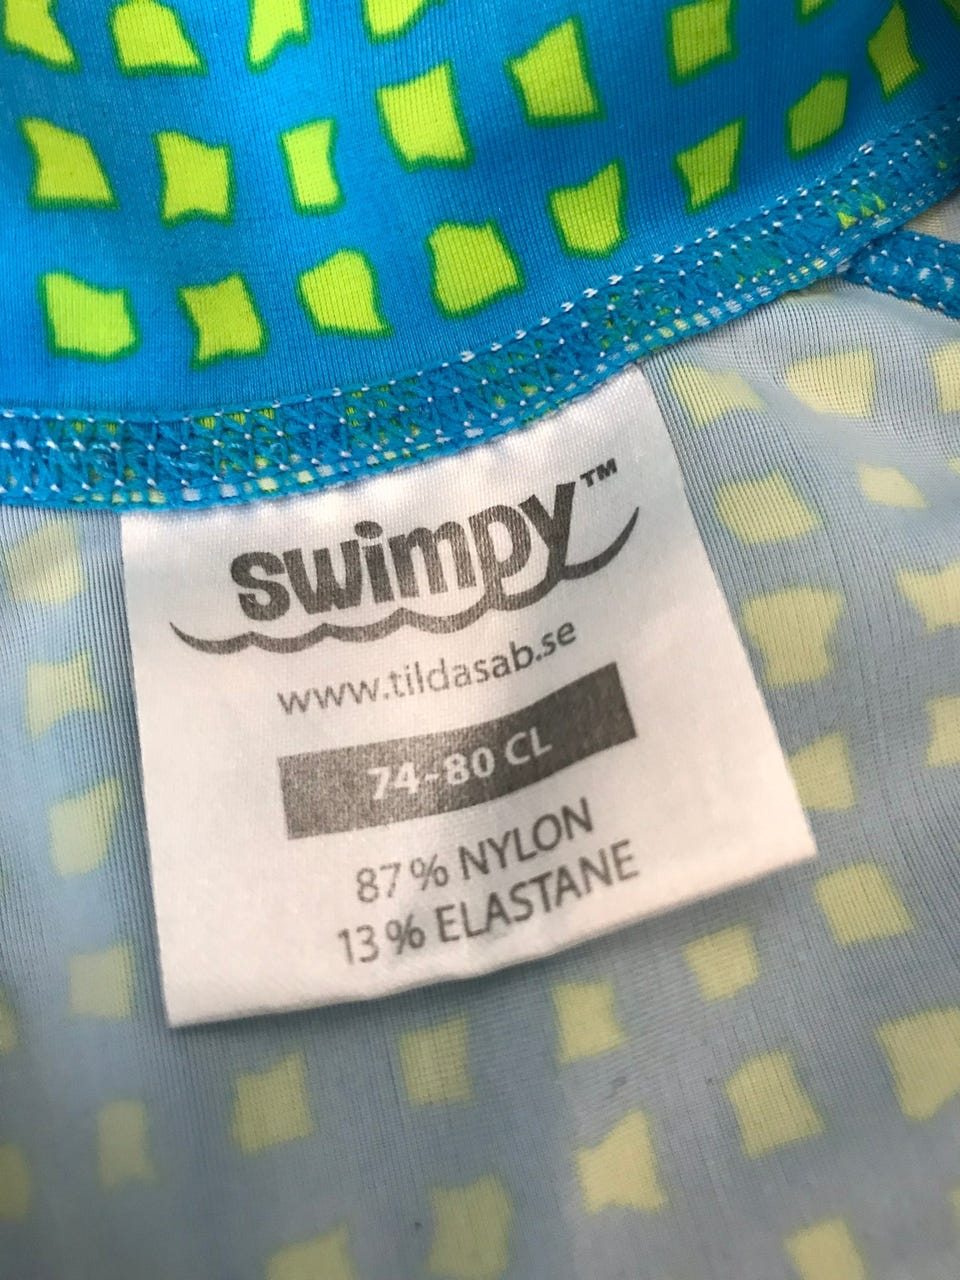 swimpy™
www.tildasab.se
74-80 CL
87% NYLON
13% ELASTANE